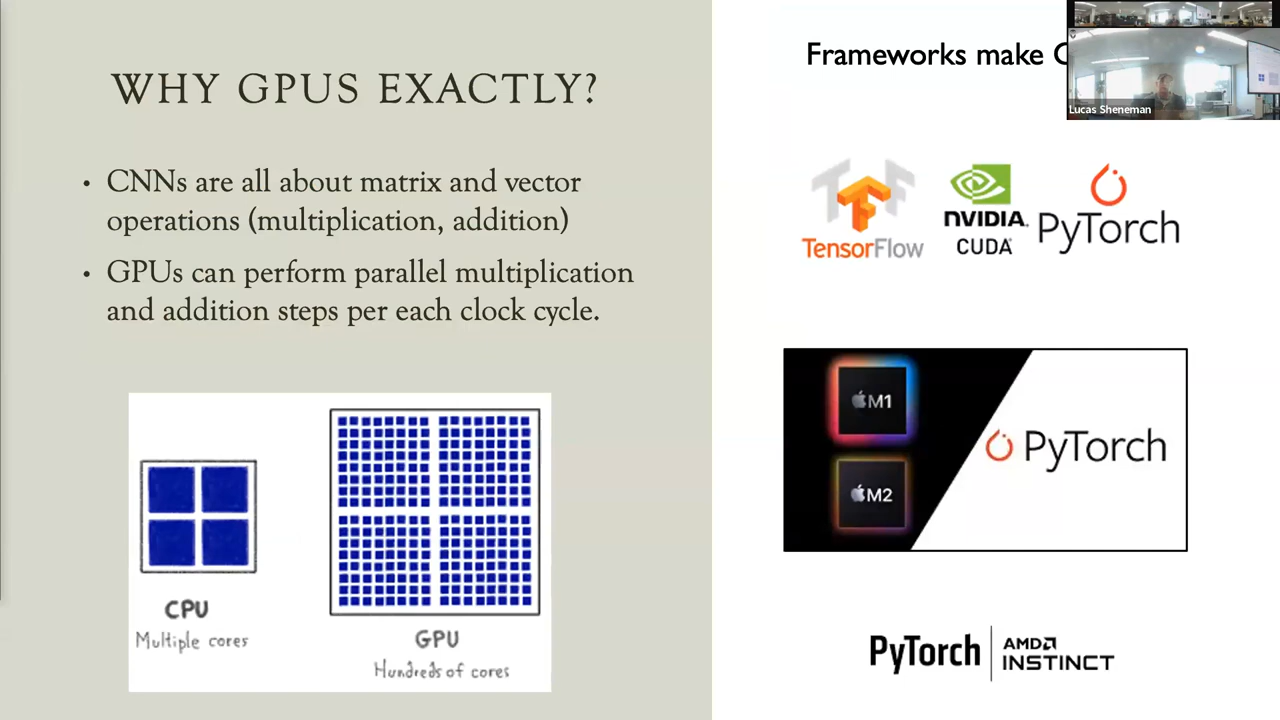 WHY GPUS EXACTLY?
• CNNs are all about matrix and vector
operations (multiplication, addition)
• GPUs can perform parallel multiplication
and addition steps per each clock cycle.
CPU
Multiple cores
GPU
Hundreds of cores
Frameworks make
Lucas Sheneman
TensorFlow
NVIDIA
CUDA
PyTorch
M1
M2
PyTorch
PyTorch
AMD
INSTINCT